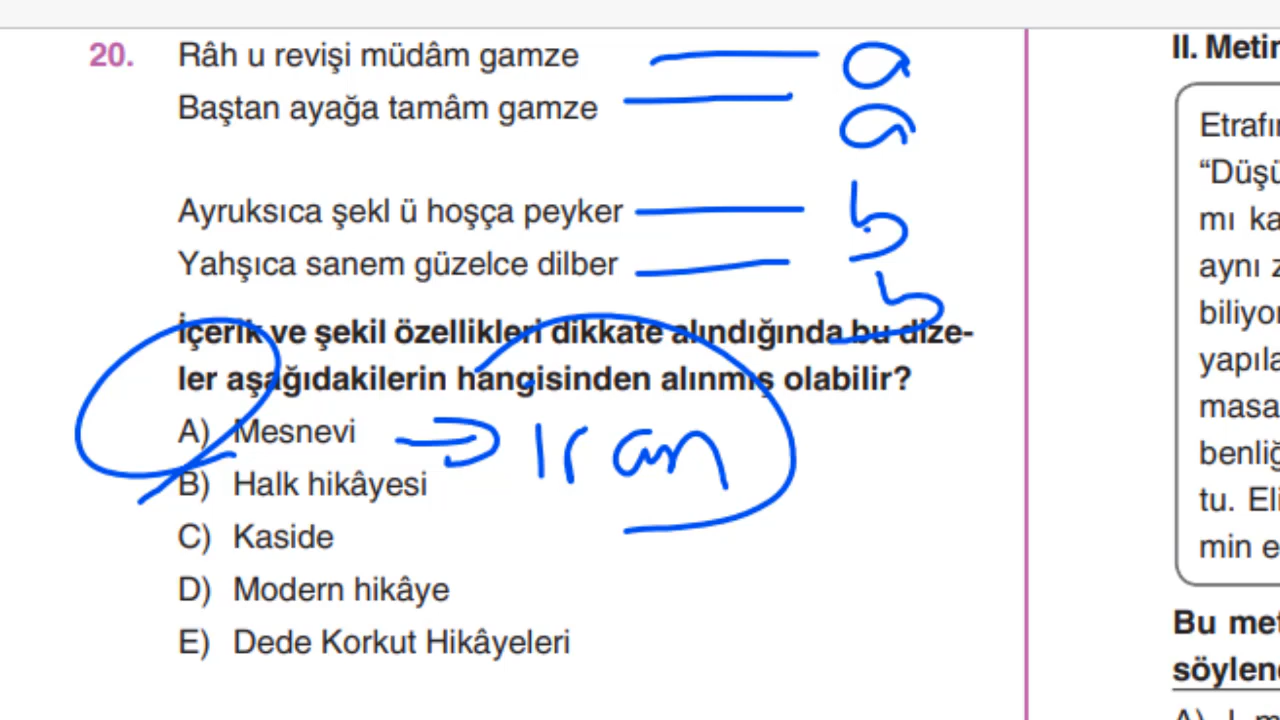 20. Râh u revişi müdâm gamze a
Baştan ayağa tamâm gamze a
Ayruksıca şekl ü hoşça peyker b
Yahşıca sanem güzelce dilber b
İçerik ve şekil özellikleri dikkate alındığında bu dize-
ler aşağıdakilerin hangisinden alınmış olabilir?
A) Mesnevi → Iran
B) Halk hikâyesi
C) Kaside
D) Modern hikâye
E) Dede Korkut Hikâyeleri
II. Metin
Etrafı
“Düşü
mı ka
aynı
biliyo
yapıla
masa
benliğ
tu. Eli
min e
Bu me
söylen